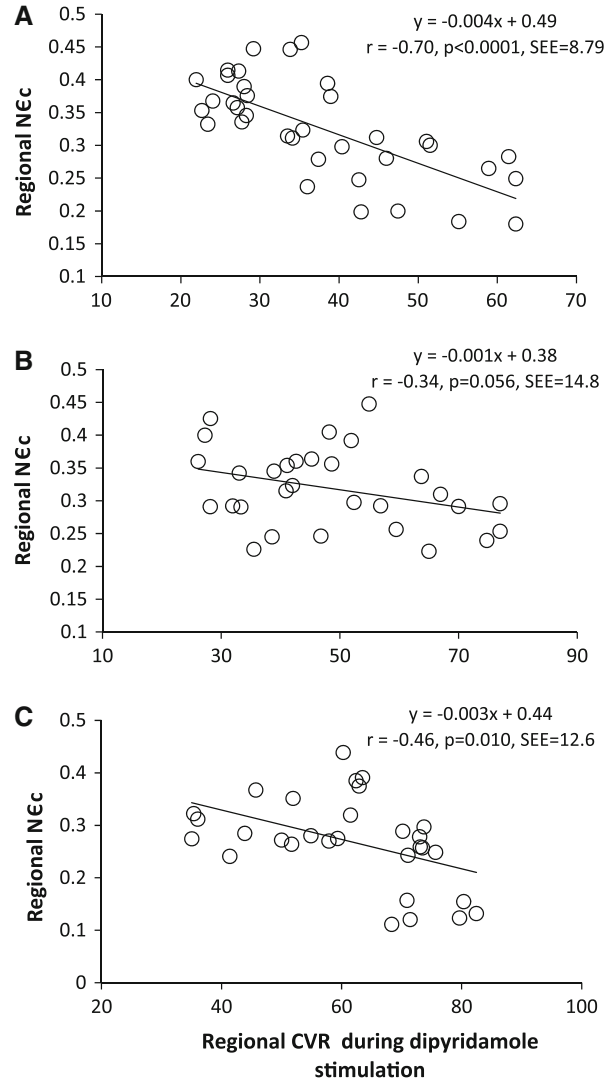 A
y = -0.004x + 0.49
r = -0.70, p<0.0001, SEE=8.79
Regional NЄc
0.5
0.45
0.4
0.35
0.3
0.25
0.2
0.15
0.1
10 20 30 40 50 60 70
B
y = -0.001x + 0.38
r = -0.34, p=0.056, SEE=14.8
Regional NЄc
0.5
0.45
0.4
0.35
0.3
0.25
0.2
0.15
0.1
10 30 50 70 90
C
y = -0.003x + 0.44
r = -0.46, p=0.010, SEE=12.6
Regional NЄc
0.5
0.4
0.3
0.2
0.1
0
20 40 60 80 100
Regional CVR during dipyridamole
stimulation